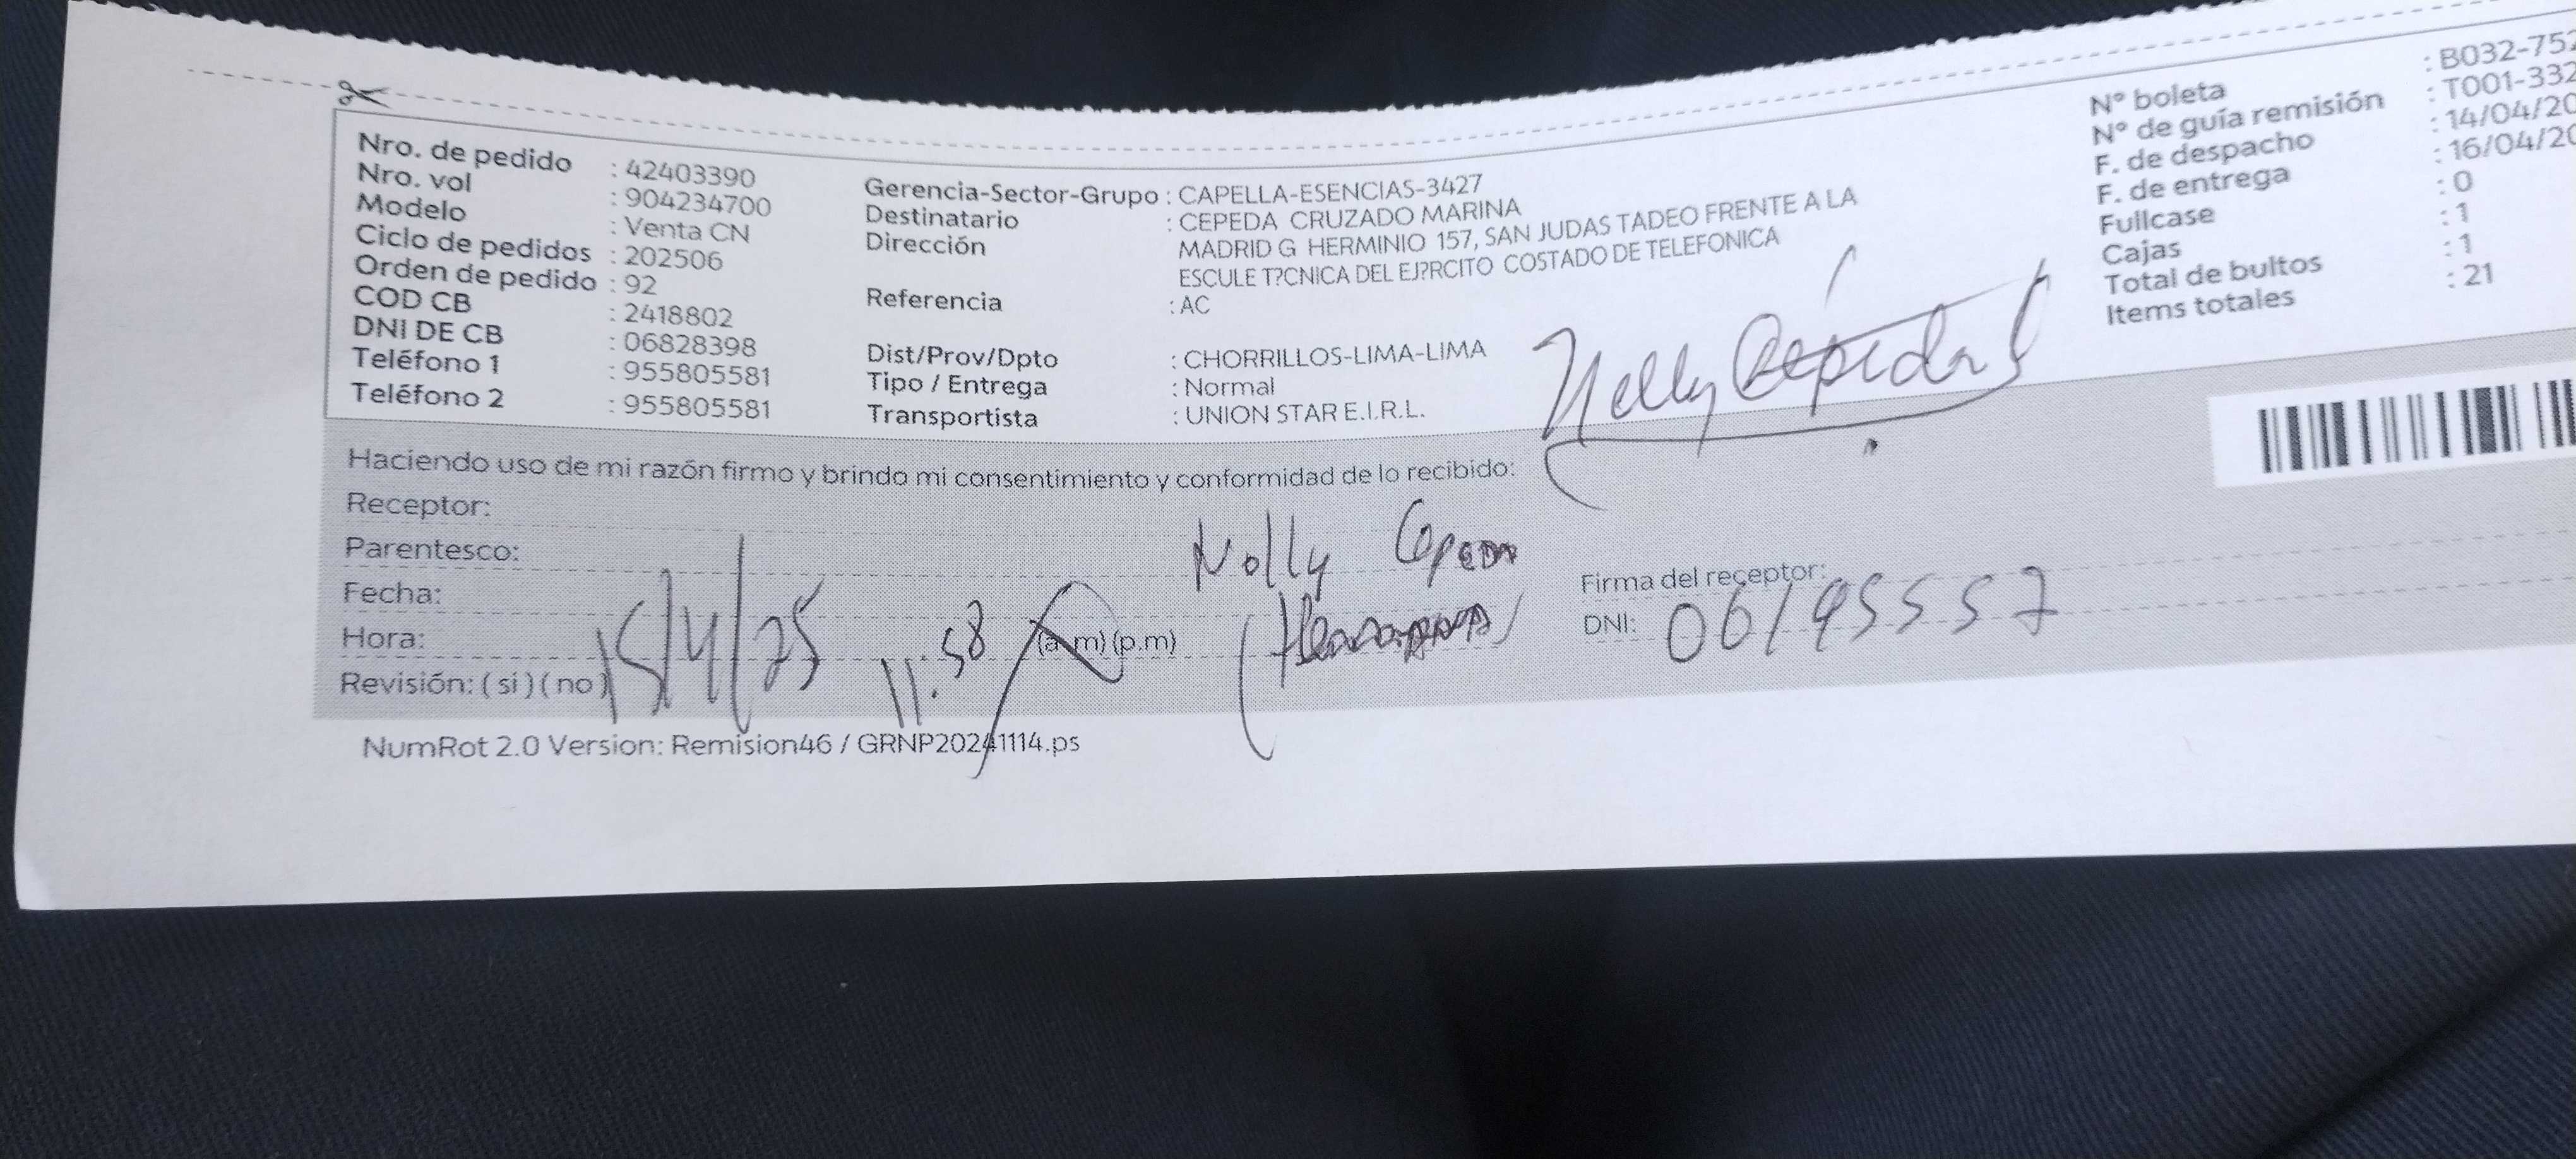 Nro. de pedido : 42403390
Nro. vol : 904234700
Modelo : Venta CN
Ciclo de pedidos : 202506
Orden de pedido : 92
COD CB : 2418802
DNI DE CB : 06828398
Teléfono 1 : 955805581
Teléfono 2 : 955805581
Gerencia-Sector-Grupo : CAPELLA-ESENCIAS-3427
Destinatario : CEPEDA CRUZADO MARINA
Dirección MADRID G HERMINIO 157, SAN JUDAS TADEO FRENTE A LA
ESCULE T?CNICA DEL EJ?RCITO COSTADO DE TELEFONICA
Referencia : AC
Dist/Prov/Dpto : CHORRILLOS-LIMA-LIMA
Tipo / Entrega : Normal
Transportista : UNION STAR E.I.R.L.
Nº boleta : B032-752
Nº de guía remisión : T001-332
F. de despacho : 14/04/20
F. de entrega : 16/04/20
Fullcase : 0
Cajas : 1
Total de bultos : 1
Items totales : 21
Nelly Cepeda
Haciendo uso de mi razón firmo y brindo mi consentimiento y conformidad de lo recibido:
Receptor: Nelly Cepeda
Parentesco:
Fecha: 15/4/25
Hora: 11:58 (a.m) (p.m)
Revisión: ( si ) ( no )
Firma del receptor:
DNI: 06195557
NumRot 2.0 Version: Remision46 / GRNP20241114.ps